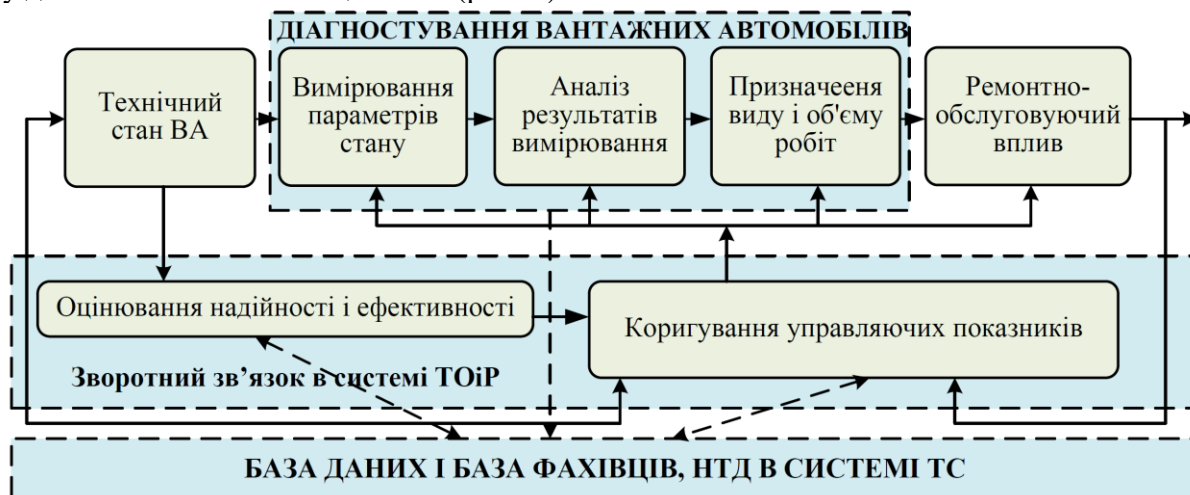 ДІАГНОСТУВАННЯ ВАНТАЖНИХ АВТОМОБІЛІВ
Технічний
стан ВА
Вимірювання
параметрів
стану
Аналіз
результатів
вимірювання
Призначееня
виду і об'єму
робіт
Ремонтно-
обслуговуючий
вплив
Оцінювання надійності і ефективності
Коригування управляючих показників
Зворотний зв’язок в системі ТОіР
БАЗА ДАНИХ І БАЗА ФАХІВЦІВ, НТД В СИСТЕМІ ТС